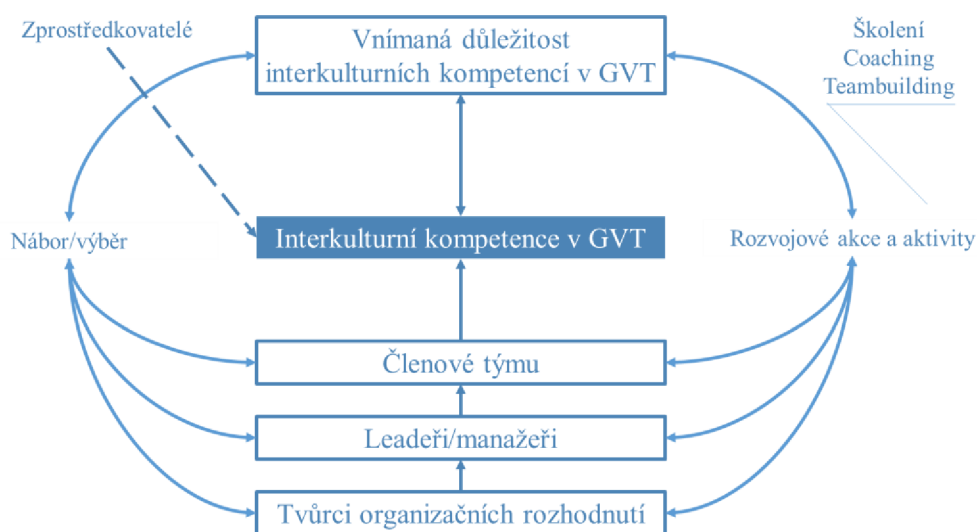 Zprostředkovatelé
Vnímaná důležitost
interkulturních kompetencí v GVT
Školení
Coaching
Teambuilding
Nábor/výběr
Interkulturní kompetence v GVT
Rozvojové akce a aktivity
Členové týmu
Leadeři/manažeři
Tvůrci organizačních rozhodnutí